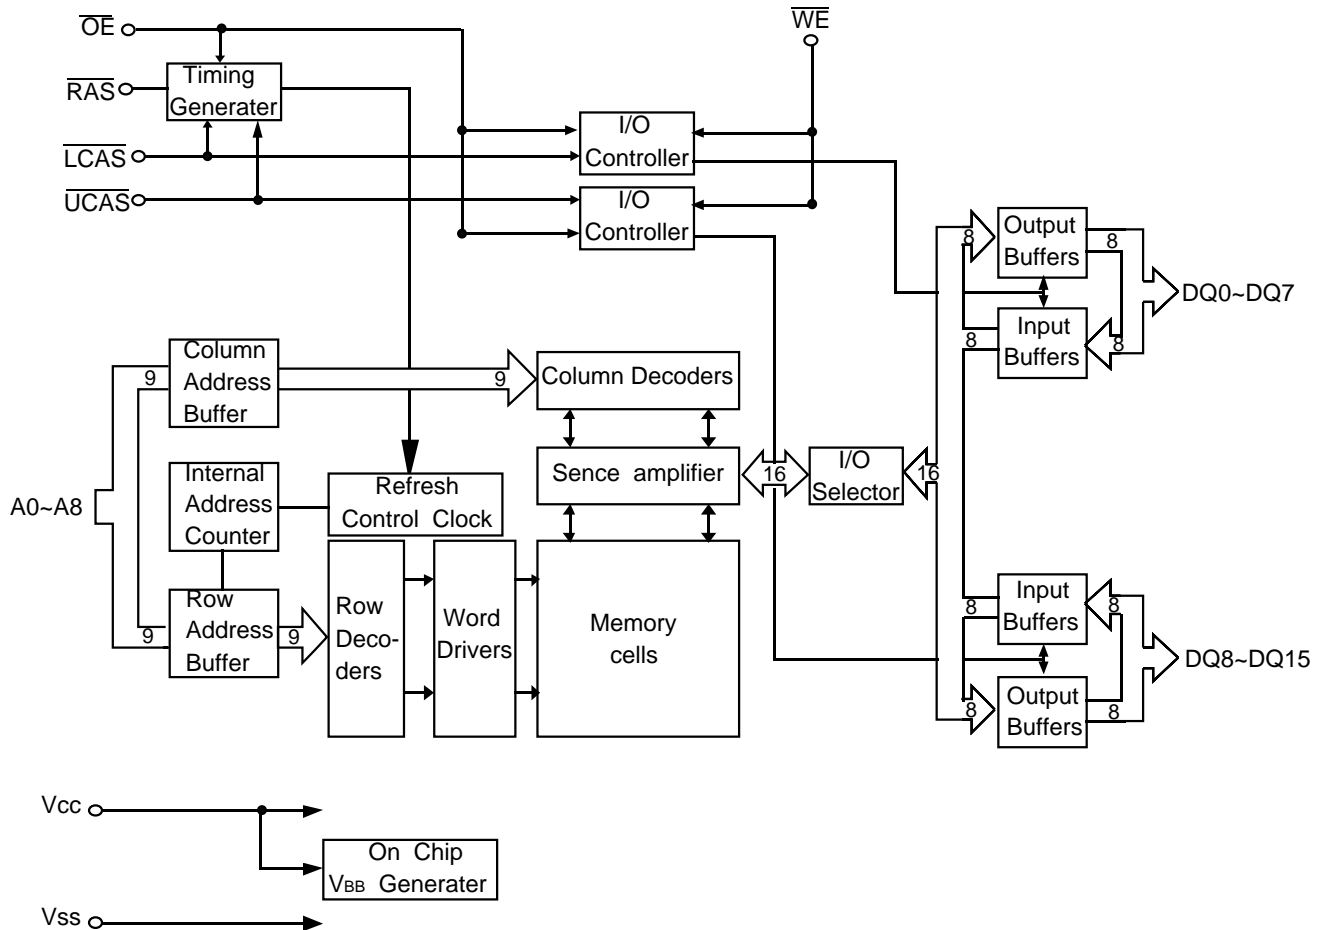 OE
WE
RAS
Timing
Generater
LCAS
UCAS
I/O
Controller
I/O
Controller
Output
Buffers
8
8
DQ0~DQ7
Input
Buffers
8
8
Column
Address
Buffer
9
9
Column Decoders
Internal
Address
Counter
A0~A8
Refresh
Control Clock
Sence amplifier
16
I/O
Selector
16
Row
Address
Buffer
9
9
Row
Deco-
ders
Word
Drivers
Memory
cells
Input
Buffers
8
8
DQ8~DQ15
Output
Buffers
8
8
Vcc
On Chip
VBB Generater
Vss